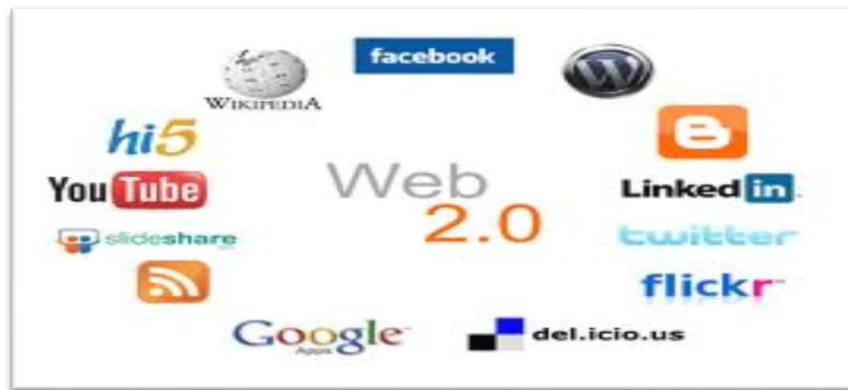 facebook
WIKIPEDIA
W
hi5
B
YouTube
Web
2.0
Linked in
slideshare
twitter
flickr
Google
Apps
del.icio.us